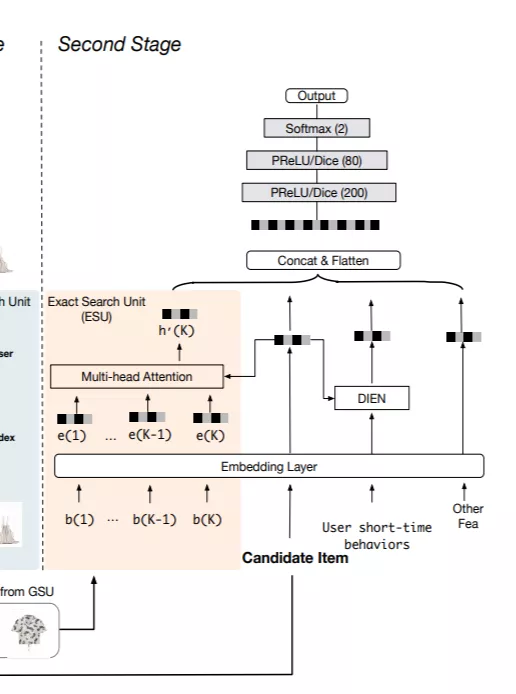 e
Second Stage
Output
Softmax (2)
PReLU/Dice (80)
PReLU/Dice (200)
Concat & Flatten
h Unit
Exact Search Unit
(ESU)
h’(K)
ser
Multi-head Attention
DIEN
dex
e(1) ... e(K-1) e(K)
Embedding Layer
b(1) ... b(K-1) b(K)
User short-time
behaviors
Other
Fea
Candidate Item
from GSU